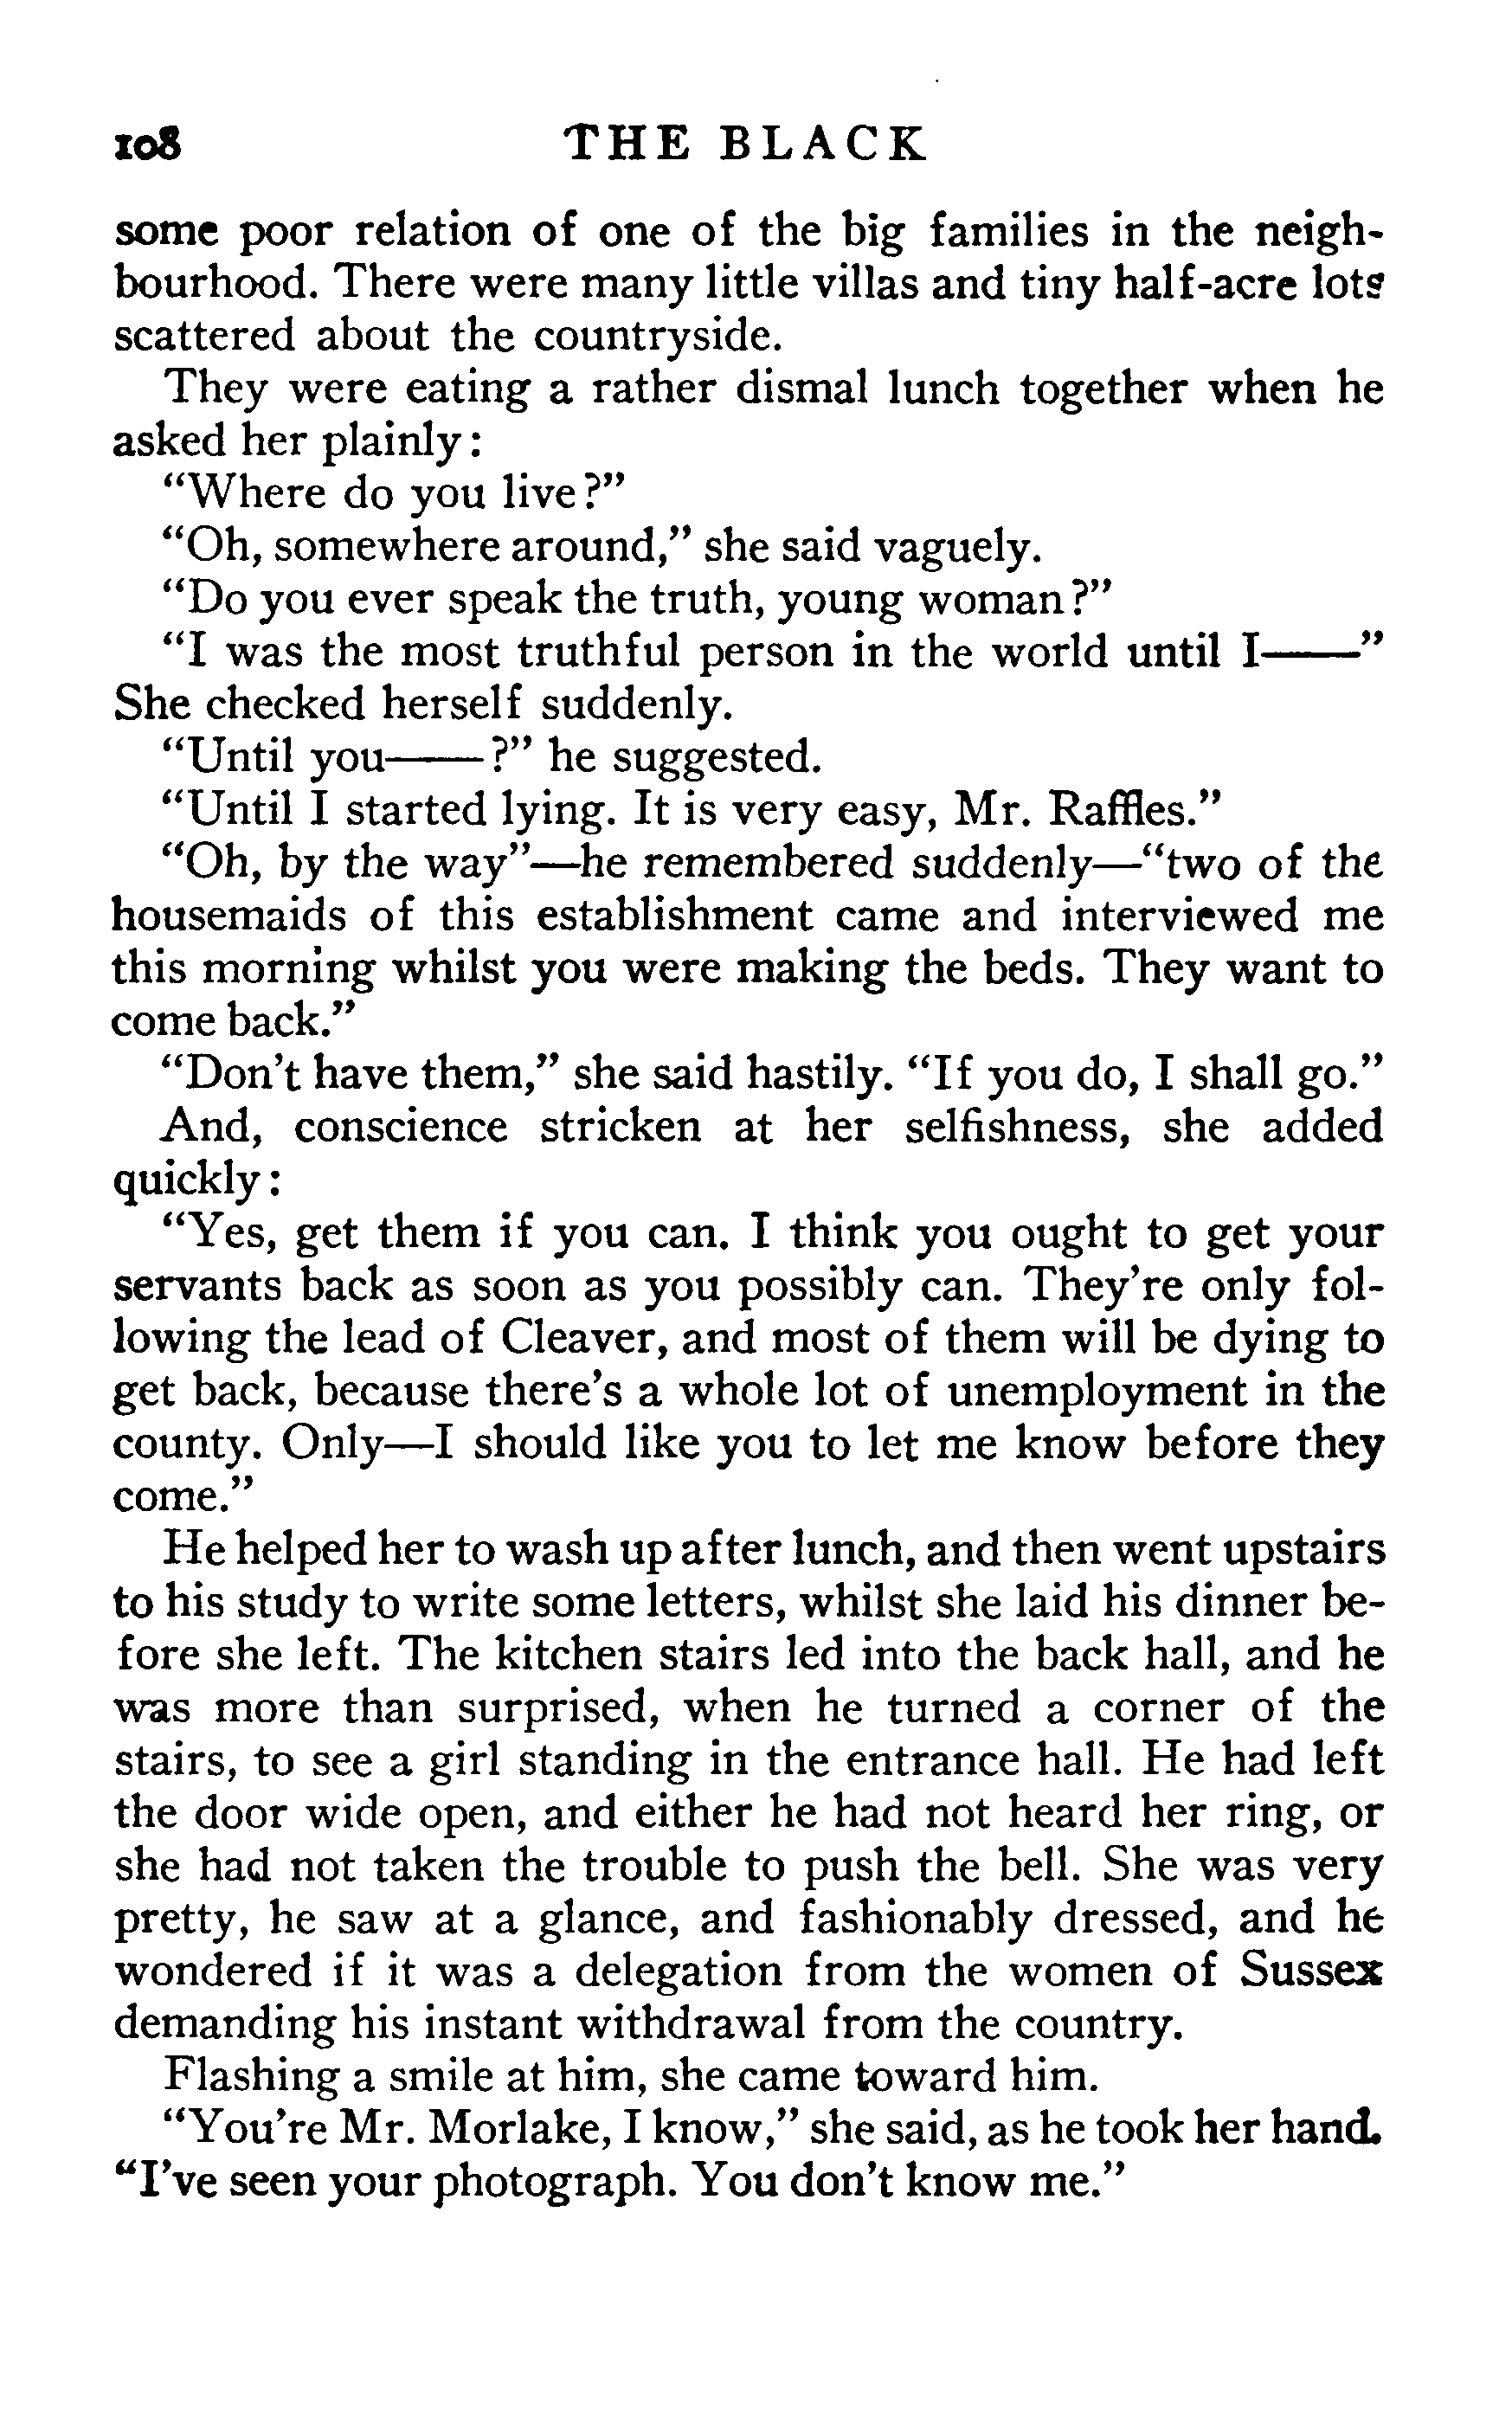 108 THE BLACK
some poor relation of one of the big families in the neigh-
bourhood. There were many little villas and tiny half-acre lots
scattered about the countryside.
They were eating a rather dismal lunch together when he
asked her plainly:
“Where do you live?”
“Oh, somewhere around,” she said vaguely.
“Do you ever speak the truth, young woman?”
“I was the most truthful person in the world until I——”
She checked herself suddenly.
“Until you——?” he suggested.
“Until I started lying. It is very easy, Mr. Raffles.”
“Oh, by the way”—he remembered suddenly—“two of the
housemaids of this establishment came and interviewed me
this morning whilst you were making the beds. They want to
come back.”
“Don't have them,” she said hastily. “If you do, I shall go.”
And, conscience stricken at her selfishness, she added
quickly:
“Yes, get them if you can. I think you ought to get your
servants back as soon as you possibly can. They're only fol-
lowing the lead of Cleaver, and most of them will be dying to
get back, because there's a whole lot of unemployment in the
county. Only—I should like you to let me know before they
come.”
He helped her to wash up after lunch, and then went upstairs
to his study to write some letters, whilst she laid his dinner be-
fore she left. The kitchen stairs led into the back hall, and he
was more than surprised, when he turned a corner of the
stairs, to see a girl standing in the entrance hall. He had left
the door wide open, and either he had not heard her ring, or
she had not taken the trouble to push the bell. She was very
pretty, he saw at a glance, and fashionably dressed, and he
wondered if it was a delegation from the women of Sussex
demanding his instant withdrawal from the country.
Flashing a smile at him, she came toward him.
“You're Mr. Morlake, I know,” she said, as he took her hand.
“I've seen your photograph. You don't know me.”